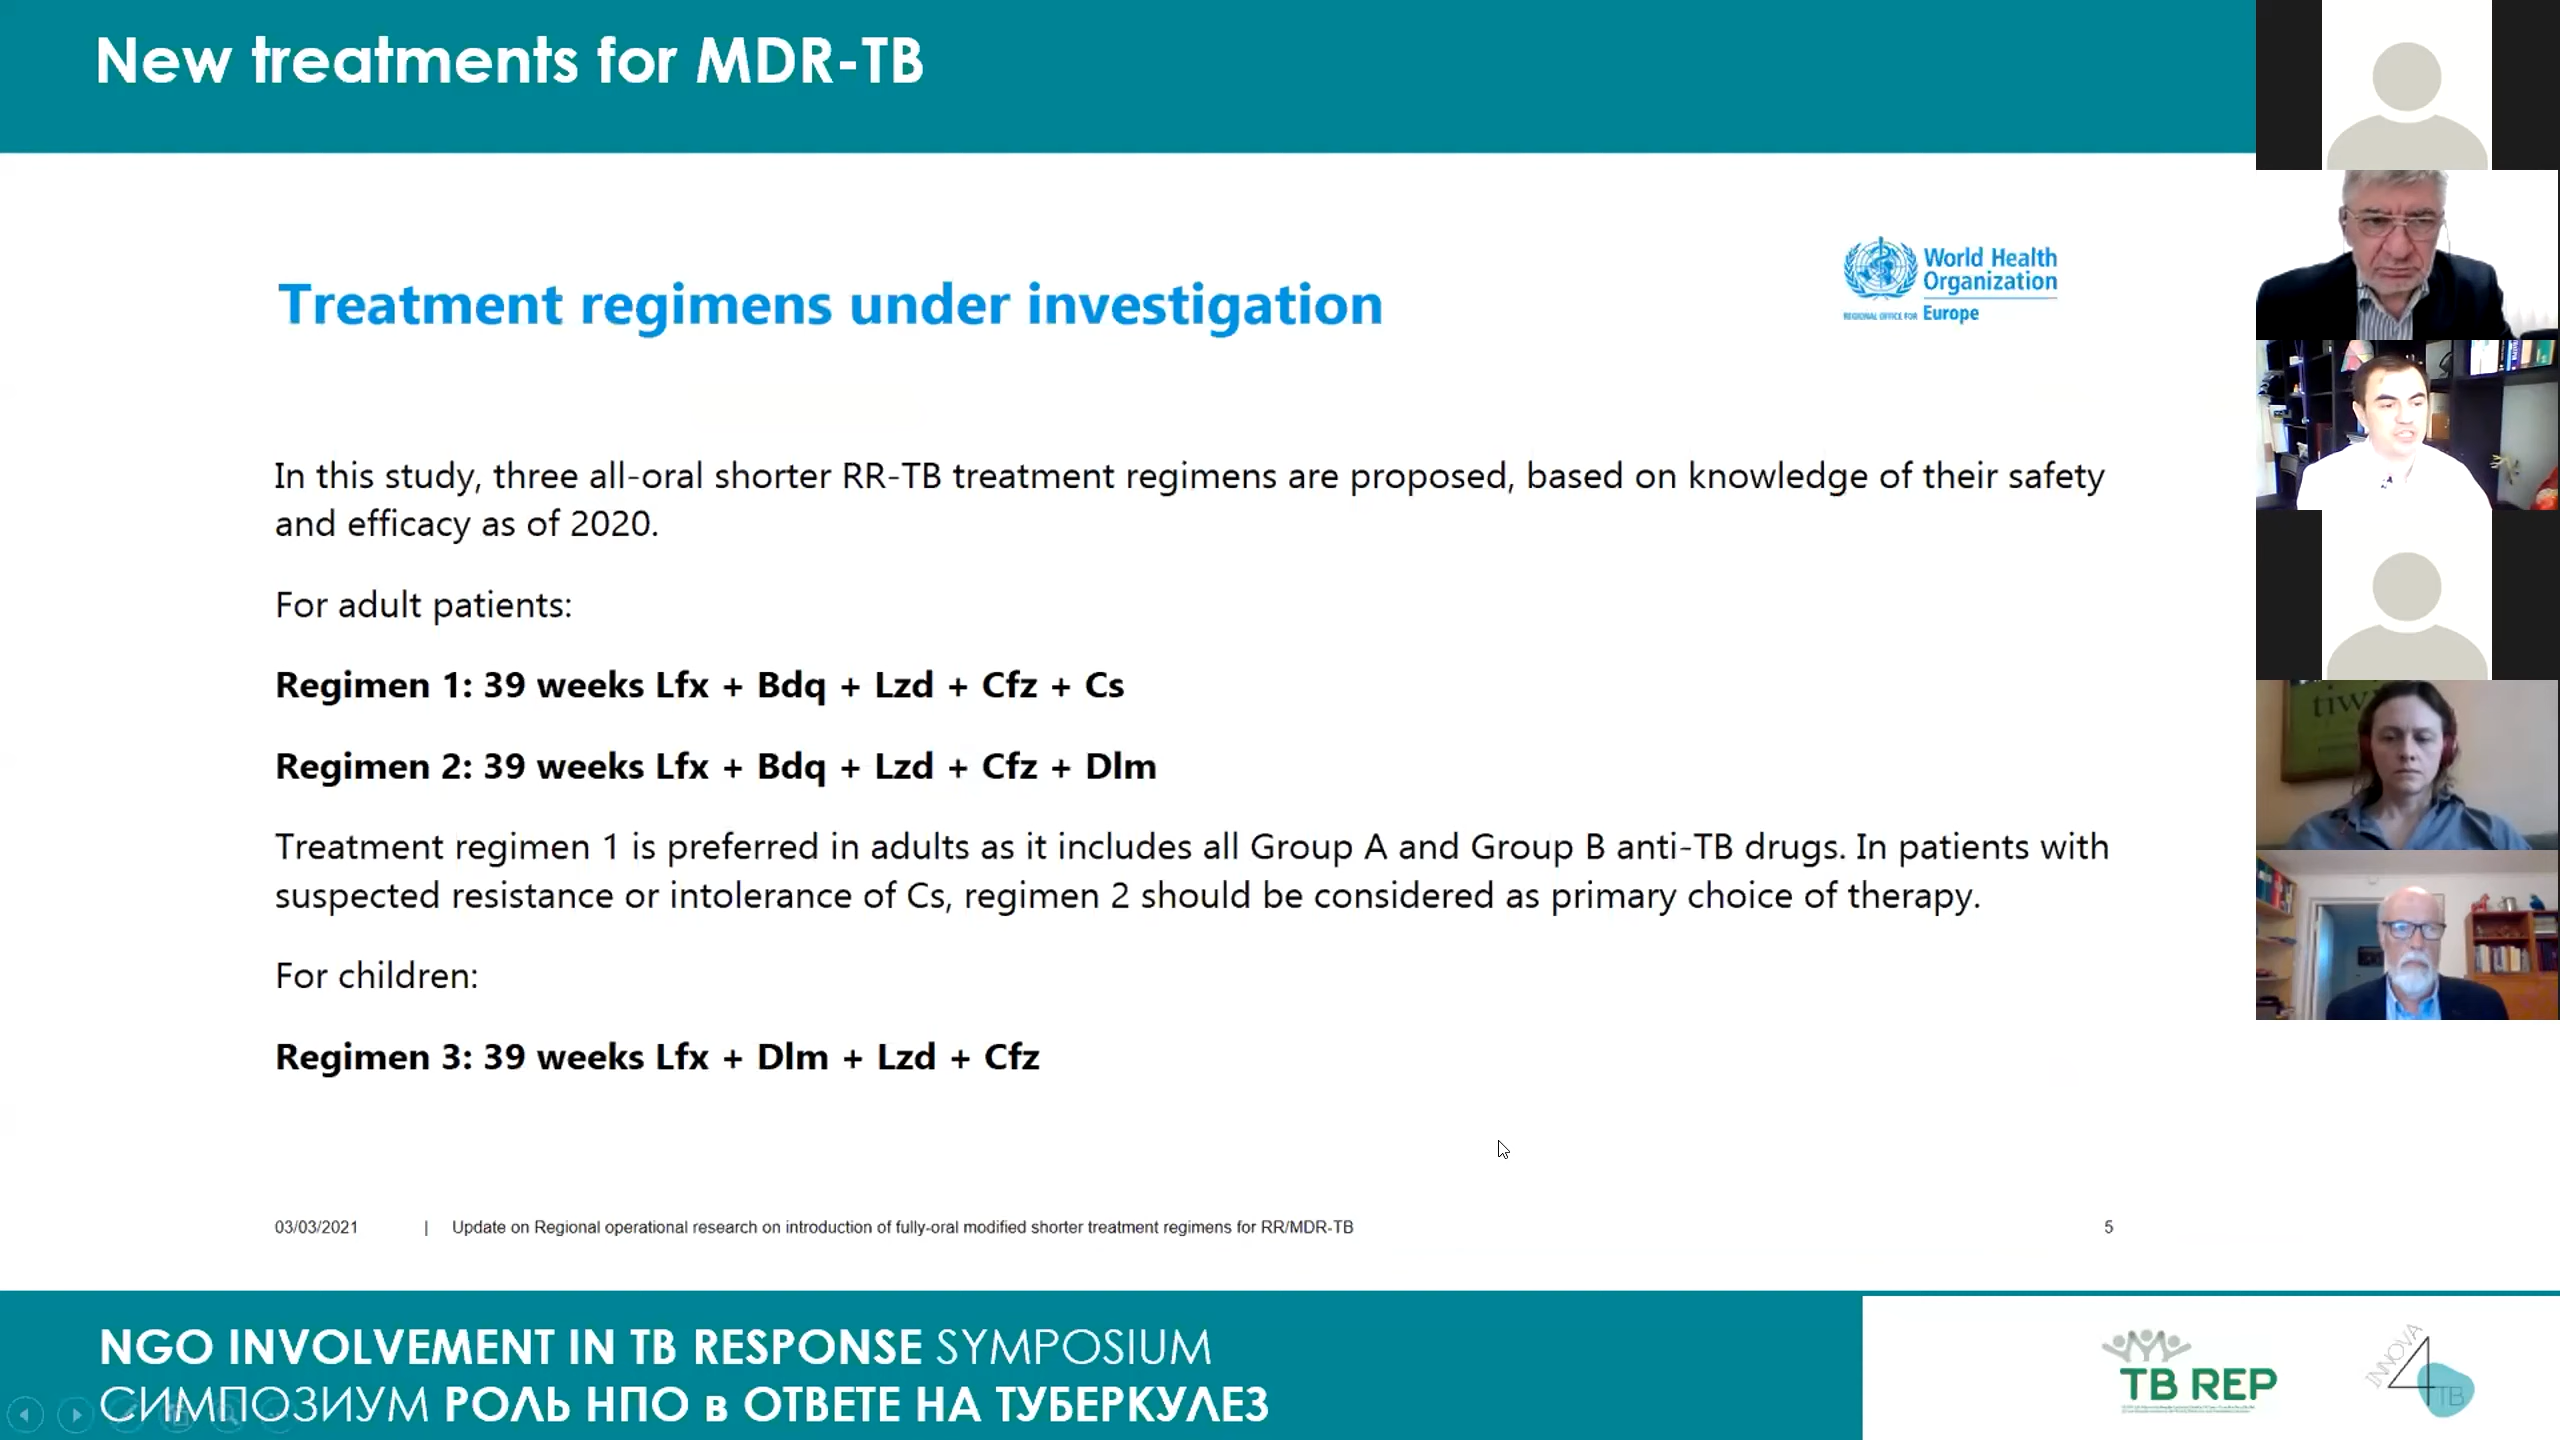 New treatments for MDR-TB
Treatment regimens under investigation
World Health
Organization
REGIONAL OFFICE FOR Europe
In this study, three all-oral shorter RR-TB treatment regimens are proposed, based on knowledge of their safety
and efficacy as of 2020.
For adult patients:
Regimen 1: 39 weeks Lfx + Bdq + Lzd + Cfz + Cs
Regimen 2: 39 weeks Lfx + Bdq + Lzd + Cfz + Dlm
Treatment regimen 1 is preferred in adults as it includes all Group A and Group B anti-TB drugs. In patients with
suspected resistance or intolerance of Cs, regimen 2 should be considered as primary choice of therapy.
For children:
Regimen 3: 39 weeks Lfx + Dlm + Lzd + Cfz
03/03/2021 | Update on Regional operational research on introduction of fully-oral modified shorter treatment regimens for RR/MDR-TB 5
tiw
NGO INVOLVEMENT IN TB RESPONSE SYMPOSIUM
СИМПОЗИУМ РОЛЬ НПО в ОТВЕТЕ НА ТУБЕРКУЛЕЗ
TB REP
INNOVA
4
TB